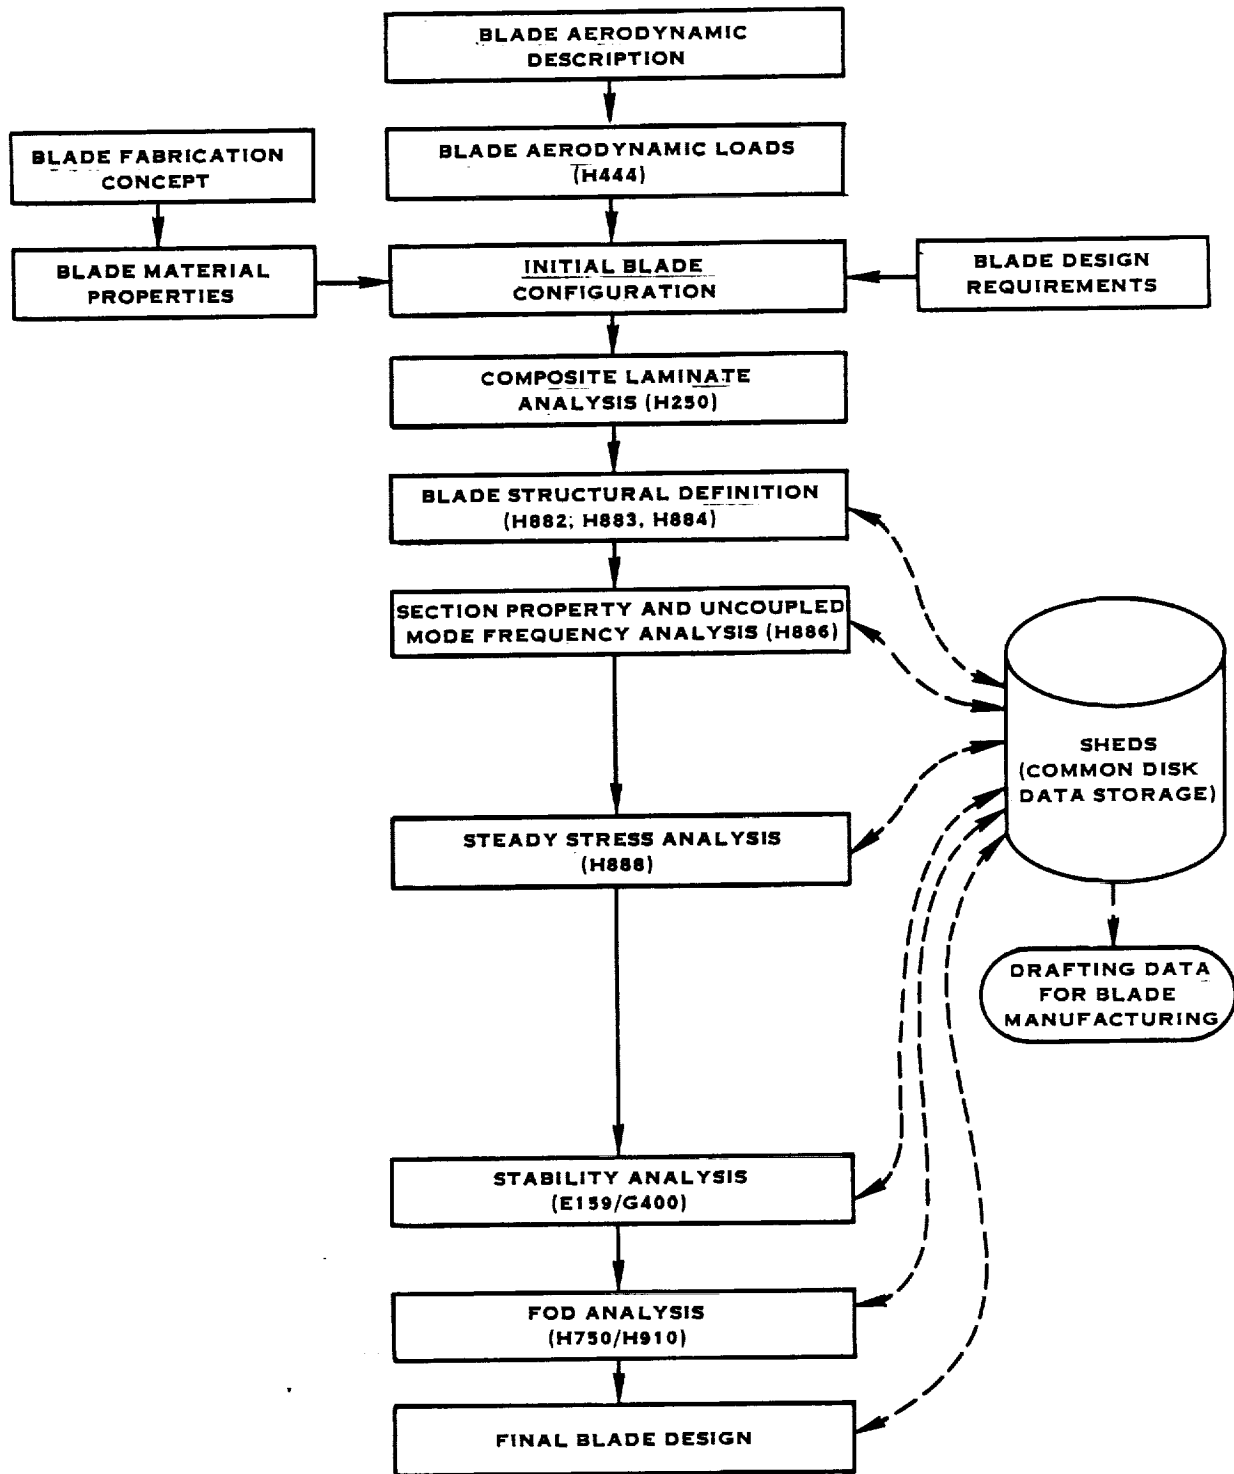 BLADE AERODYNAMIC
DESCRIPTION
BLADE AERODYNAMIC LOADS
(H444)
BLADE FABRICATION
CONCEPT
BLADE MATERIAL
PROPERTIES
INITIAL BLADE
CONFIGURATION
BLADE DESIGN
REQUIREMENTS
COMPOSITE LAMINATE
ANALYSIS (H250)
BLADE STRUCTURAL DEFINITION
(H882; H883, H884)
SECTION PROPERTY AND UNCOUPLED
MODE FREQUENCY ANALYSIS (H886)
SHEDS
(COMMON DISK
DATA STORAGE)
STEADY STRESS ANALYSIS
(H888)
DRAFTING DATA
FOR BLADE
MANUFACTURING
STABILITY ANALYSIS
(E159/G400)
FOD ANALYSIS
(H750/H910)
FINAL BLADE DESIGN